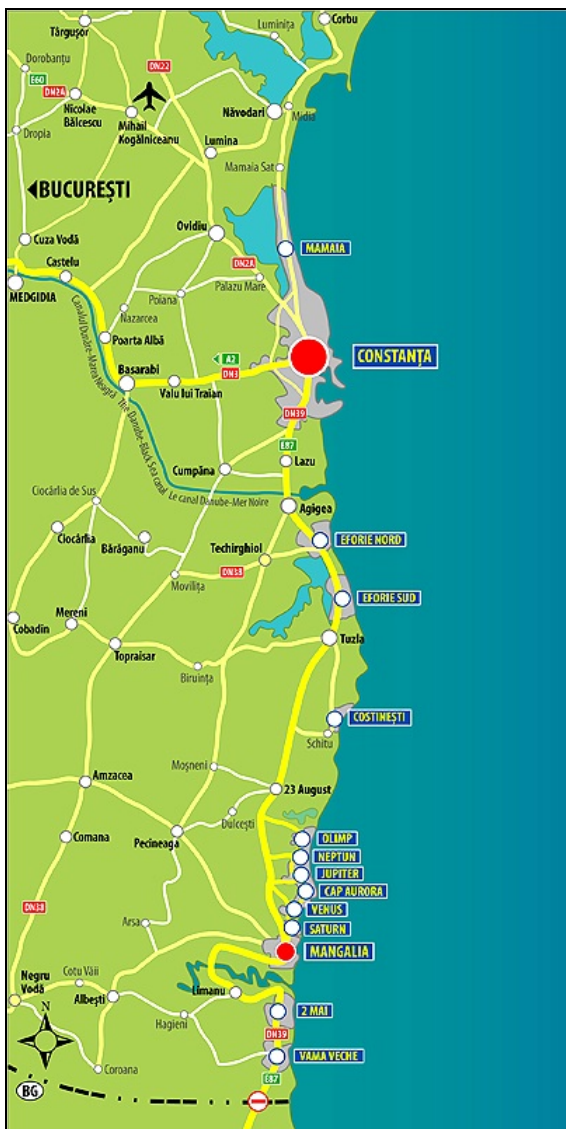 Târgușor
Luminița
Corbu
Dorobanțu
E60
DN22
DN2A
Nicolae
Bălcescu
Mihail
Kogălniceanu
Năvodari
Midia
Dropla
Lumina
Mamaia Sat
BUCUREȘTI
Ovidiu
Cuza Vodă
MAMAIA
Castelu
DN2A
Palazu Mare
MEDGIDIA
Poiana
Nazarcea
Poarta Albă
CONSTANȚA
A2
DN3
Basarabi
Valu lui Traian
Canalul Dunăre-Marea Neagră
The Danube-Black Sea canal
Le canal Danube-Mer Noire
DN39
E87
Lazu
Cumpăna
Ciocârlia de Sus
Agigea
Ciocârlia
Bărăganu
Techirghiol
EFORIE NORD
DN38
Movilița
EFORIE SUD
Mereni
Cobadin
Topraisar
Tuzla
Biruința
COSTINEȘTI
Schitu
Moșneni
Amzacea
23 August
Dulcești
Comana
Pecineaga
OLIMP
NEPTUN
JUPITER
CAP AURORA
VENUS
SATURN
DN38
Arsa
MANGALIA
Negru
Vodă
Coțu Văii
Albești
Limanu
Hagieni
2 MAI
N
DN39
VAMA VECHE
Coroana
E87
BG